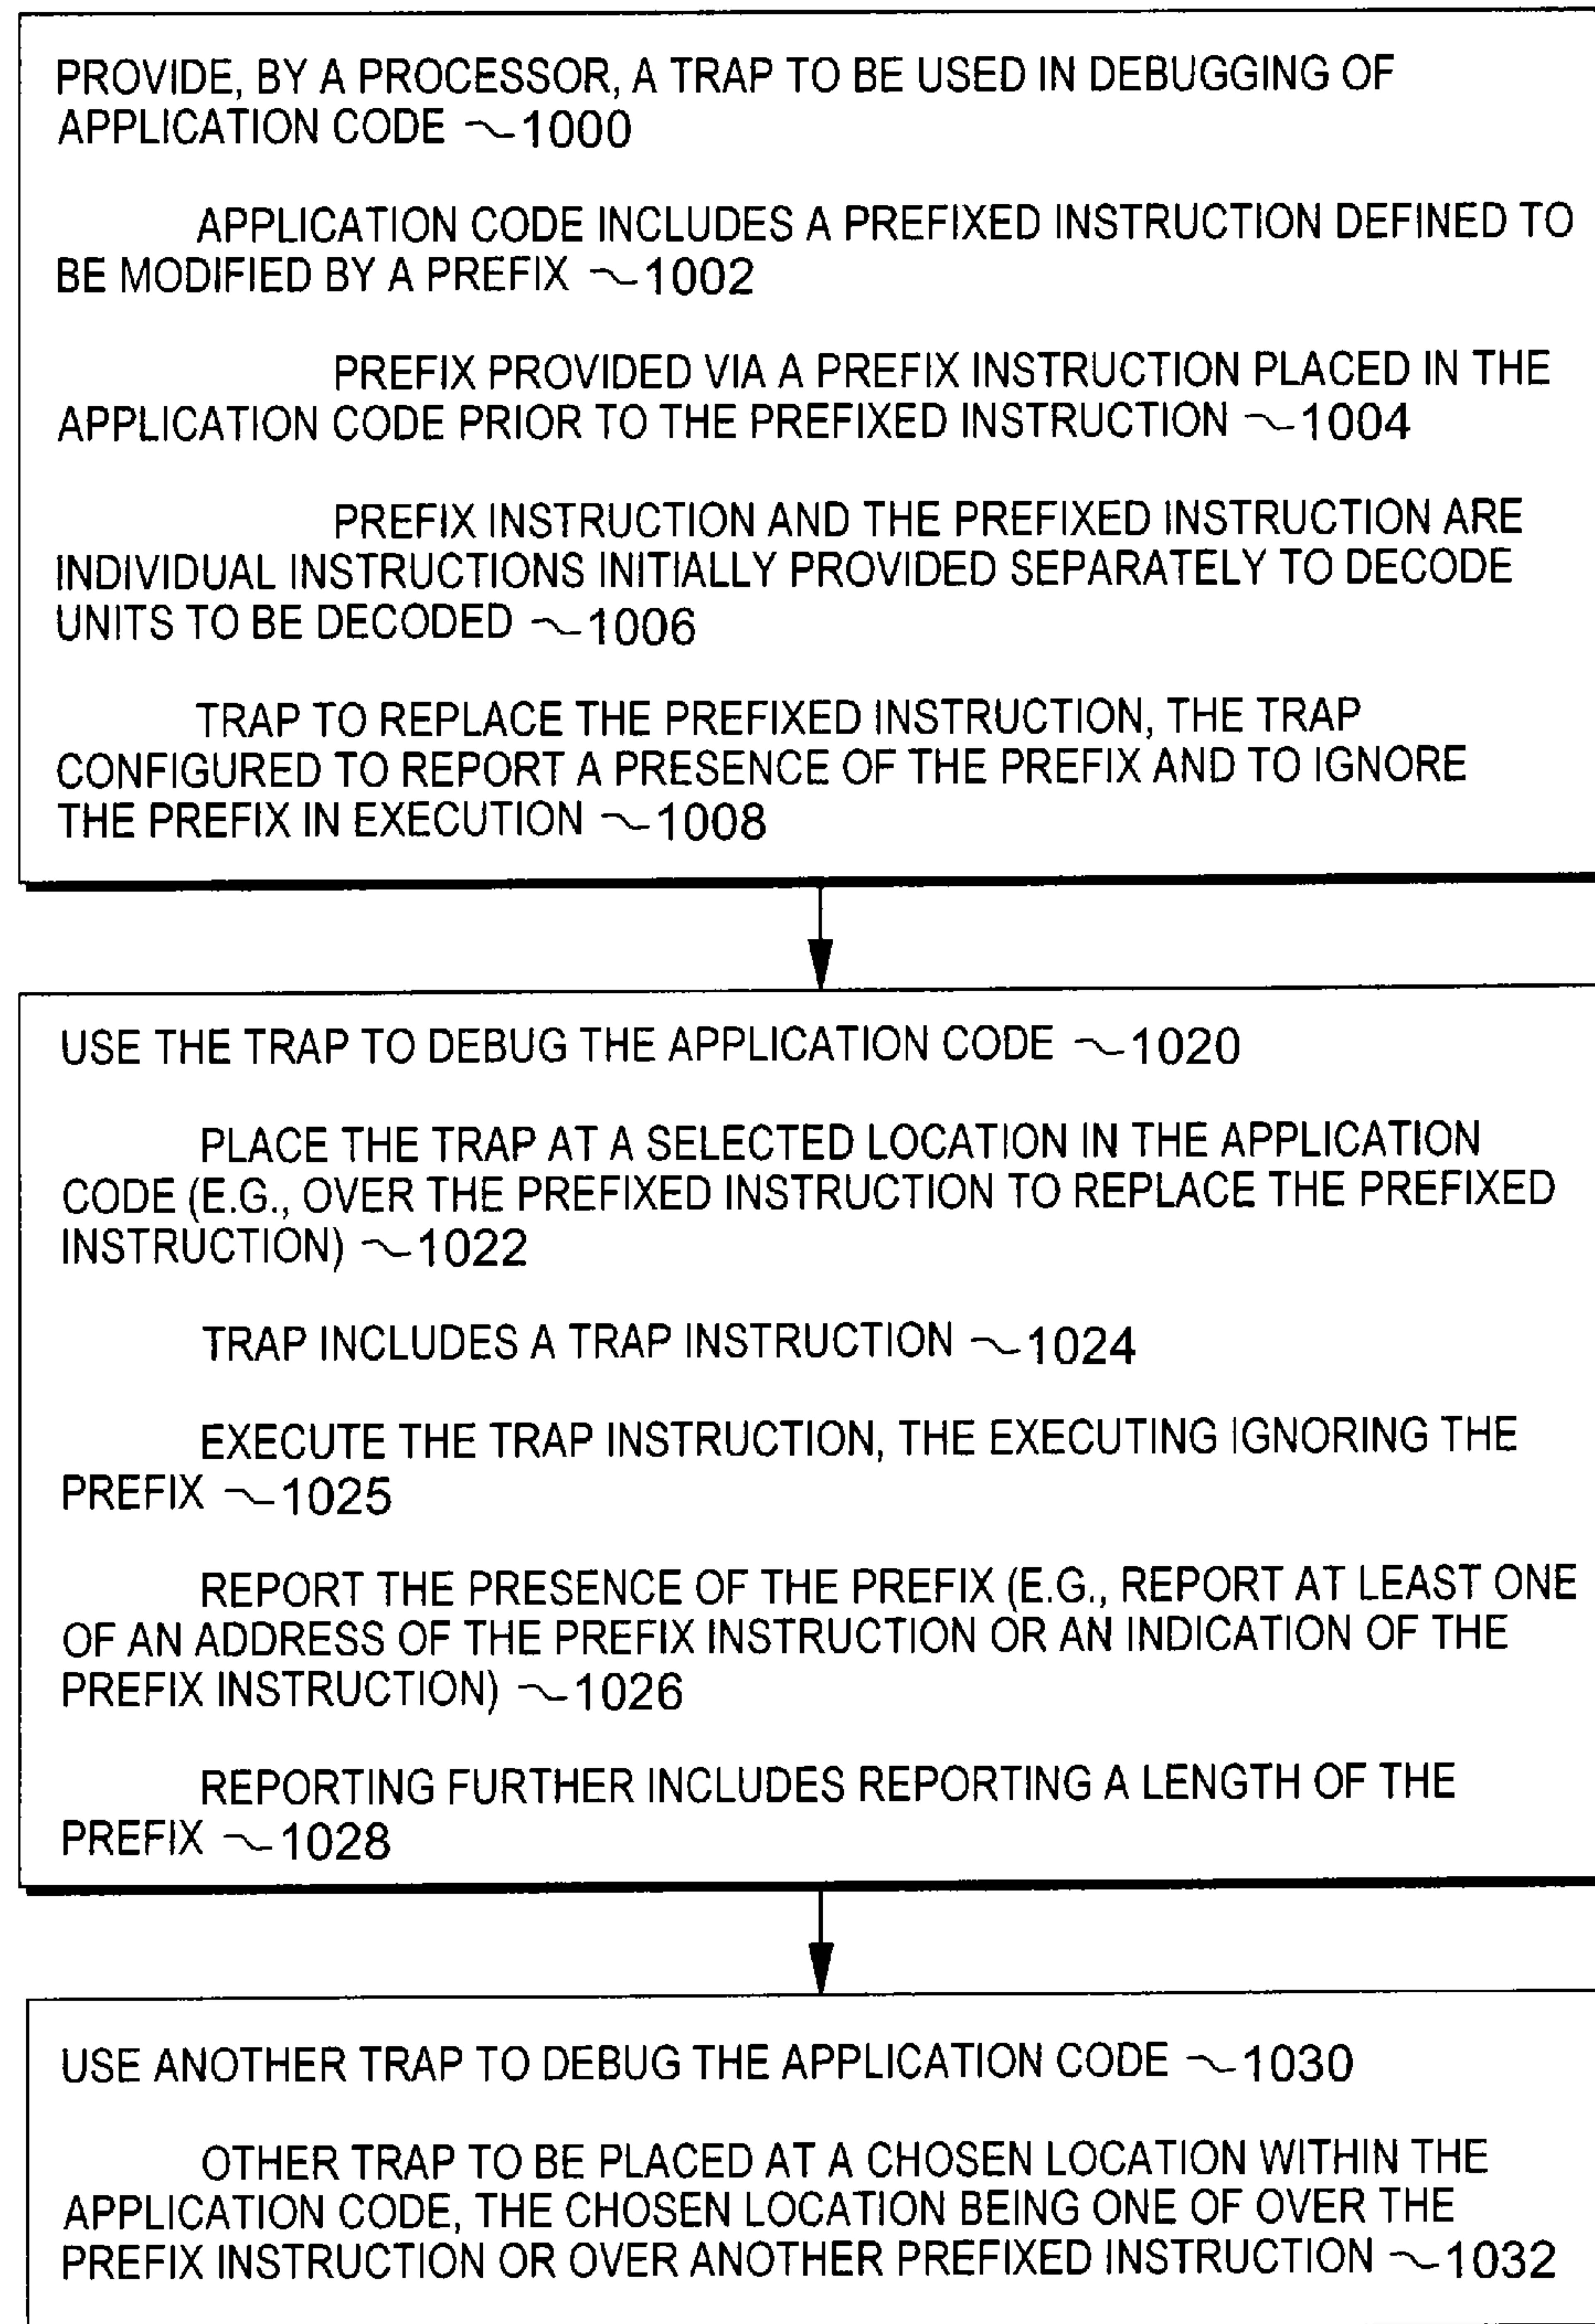 PROVIDE, BY A PROCESSOR, A TRAP TO BE USED IN DEBUGGING OF
APPLICATION CODE ~1000
APPLICATION CODE INCLUDES A PREFIXED INSTRUCTION DEFINED TO
BE MODIFIED BY A PREFIX ~1002
PREFIX PROVIDED VIA A PREFIX INSTRUCTION PLACED IN THE
APPLICATION CODE PRIOR TO THE PREFIXED INSTRUCTION ~1004
PREFIX INSTRUCTION AND THE PREFIXED INSTRUCTION ARE
INDIVIDUAL INSTRUCTIONS INITIALLY PROVIDED SEPARATELY TO DECODE
UNITS TO BE DECODED ~1006
TRAP TO REPLACE THE PREFIXED INSTRUCTION, THE TRAP
CONFIGURED TO REPORT A PRESENCE OF THE PREFIX AND TO IGNORE
THE PREFIX IN EXECUTION ~1008
USE THE TRAP TO DEBUG THE APPLICATION CODE ~1020
PLACE THE TRAP AT A SELECTED LOCATION IN THE APPLICATION
CODE (E.G., OVER THE PREFIXED INSTRUCTION TO REPLACE THE PREFIXED
INSTRUCTION) ~1022
TRAP INCLUDES A TRAP INSTRUCTION ~1024
EXECUTE THE TRAP INSTRUCTION, THE EXECUTING IGNORING THE
PREFIX ~1025
REPORT THE PRESENCE OF THE PREFIX (E.G., REPORT AT LEAST ONE
OF AN ADDRESS OF THE PREFIX INSTRUCTION OR AN INDICATION OF THE
PREFIX INSTRUCTION) ~1026
REPORTING FURTHER INCLUDES REPORTING A LENGTH OF THE
PREFIX ~1028
USE ANOTHER TRAP TO DEBUG THE APPLICATION CODE ~1030
OTHER TRAP TO BE PLACED AT A CHOSEN LOCATION WITHIN THE
APPLICATION CODE, THE CHOSEN LOCATION BEING ONE OF OVER THE
PREFIX INSTRUCTION OR OVER ANOTHER PREFIXED INSTRUCTION ~1032